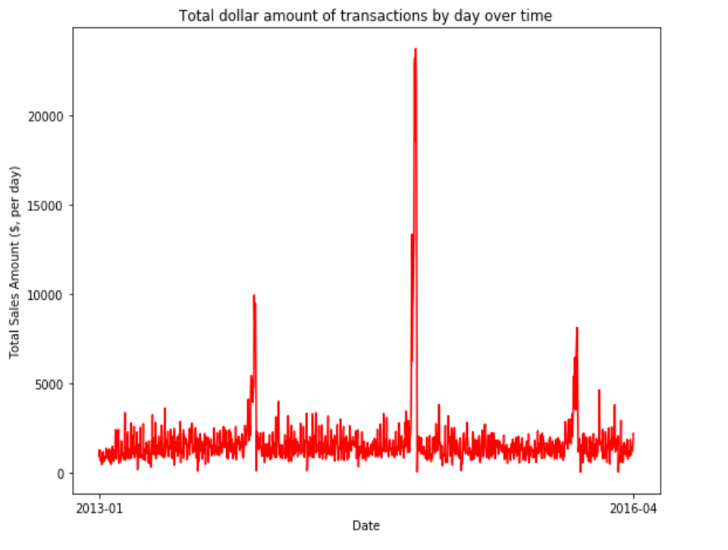 Total dollar amount of transactions by day over time
Total Sales Amount ($, per day)
20000
15000
10000
5000
0
2013-01
2016-04
Date